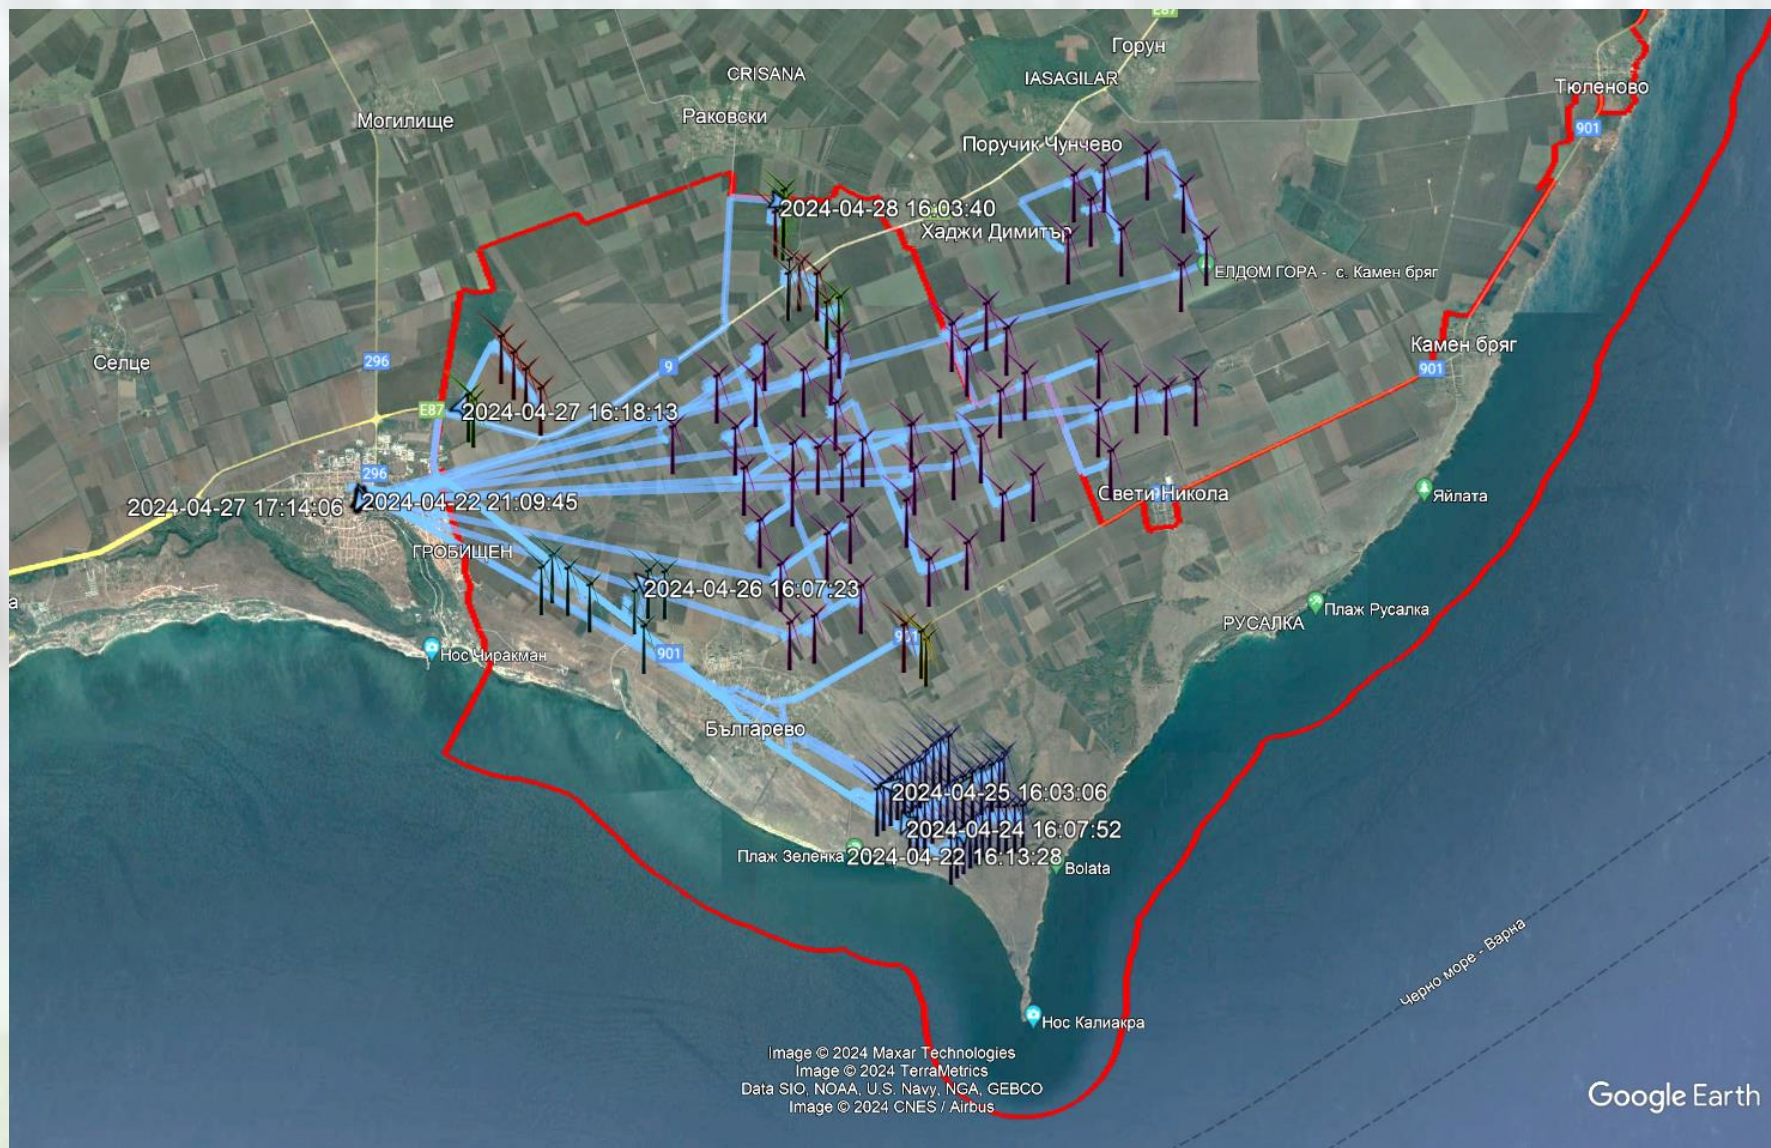 E87
Горун
CRISANA
IASAGILAR
Тюленово
Могилище
Раковски
901
Поручик Чунчево
2024-04-28 16:03:40
Хаджи Димитър
ЕЛДОМ ГОРА - с. Камен бряг
Селце
296
9
Камен бряг
901
E87
2024-04-27 16:18:13
296
2024-04-27 17:14:06
2024-04-22 21:09:45
Свети Никола
Яйлата
ГРОБИЩЕН
2024-04-26 16:07:23
а
Плаж Русалка
РУСАЛКА
901
Нос Чиракман
901
Българево
2024-04-25 16:03:06
2024-04-24 16:07:52
Плаж Зеленка
2024-04-22 16:13:28
Bolata
Черно море - Варна
Нос Калиакра
Image © 2024 Maxar Technologies
Image © 2024 TerraMetrics
Data SIO, NOAA, U.S. Navy, NGA, GEBCO
Image © 2024 CNES / Airbus
Google Earth